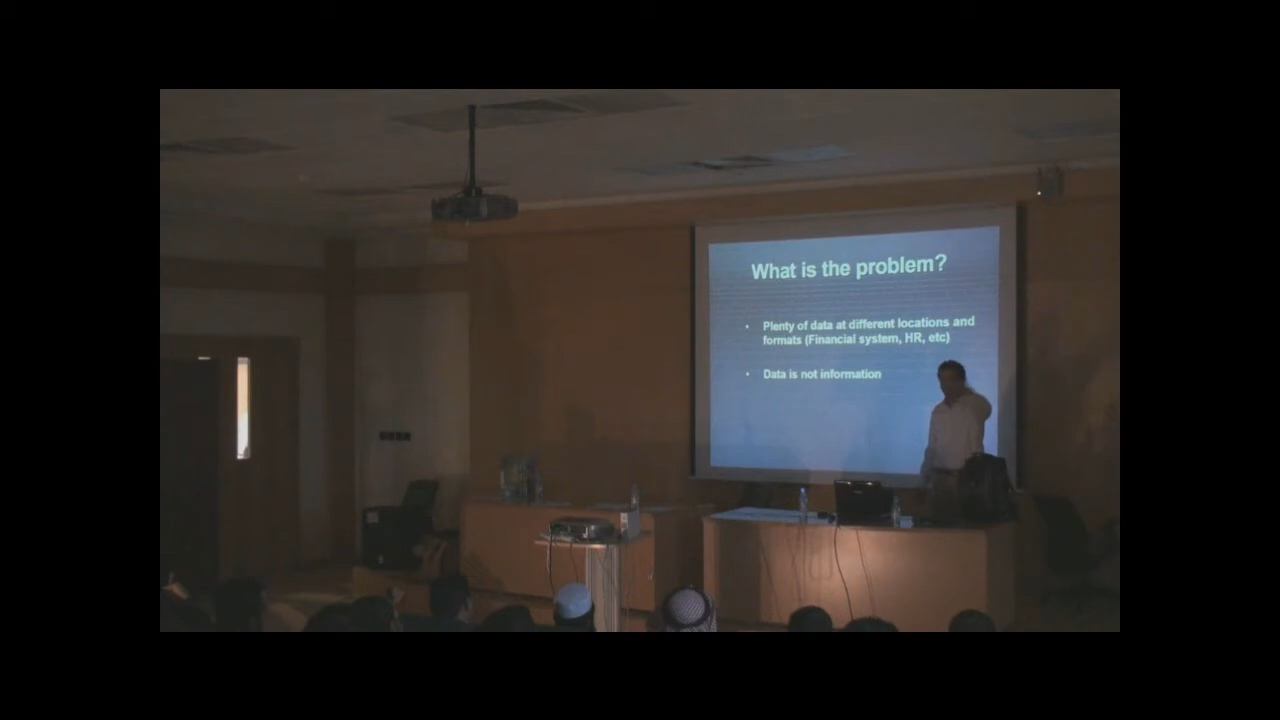 What is the problem?
• Plenty of data at different locations and
formats (Financial system, HR, etc)
• Data is not information